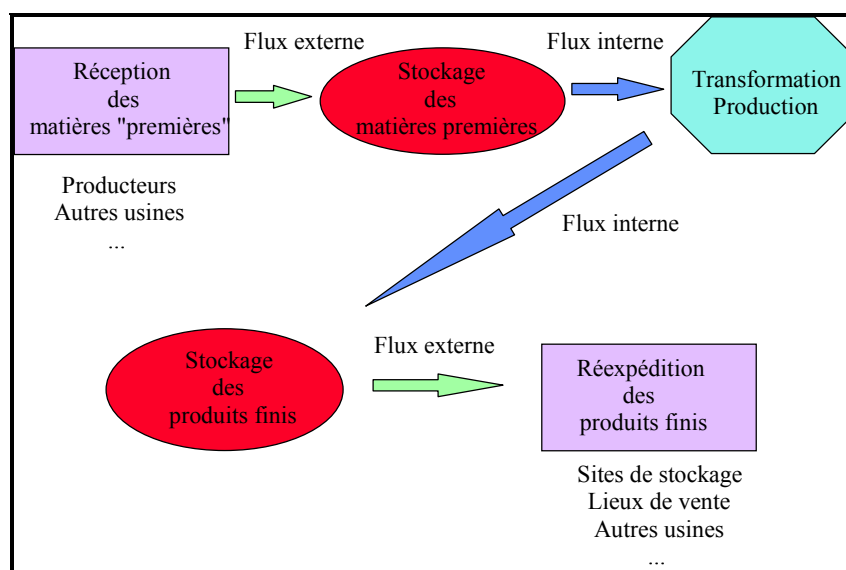 Flux externe
Flux interne
Réception
des
matières "premières"
Stockage
des
matières premières
Transformation
Production
Producteurs
Autres usines
...
Flux interne
Stockage
des
produits finis
Flux externe
Réexpédition
des
produits finis
Sites de stockage
Lieux de vente
Autres usines
...